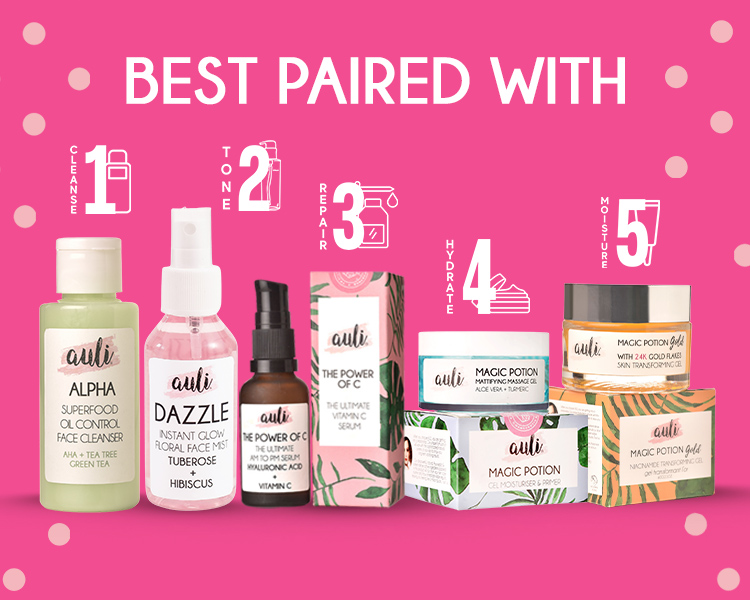 BEST PAIRED WITH
CLEANSE
1
TONE
2
REPAIR
3
HYDRATE
4
MOISTURE
5
auli.
ALPHA
SUPERFOOD
OIL CONTROL
FACE CLEANSER
AHA + TEA TREE
GREEN TEA
auli.
DAZZLE
INSTANT GLOW
FLORAL FACE MIST
TUBEROSE
+
HIBISCUS
auli.
THE POWER OF C
THE ULTIMATE
AM TO PM SERUM
HYALURONIC ACID
+
VITAMIN C
auli.
THE POWER
OF C
THE ULTIMATE
VITAMIN C
SERUM
auli.
MAGIC POTION
MATTIFYING MASSAGE GEL
ALOE VERA + TURMERIC
auli.
MAGIC POTION
GEL MOISTURISER & PRIMER
auli.
MAGIC POTION Gold
WITH 24K GOLD FLAKES
SKIN TRANSFORMING GEL
auli.
MAGIC POTION Gold
NIACINAMIDE TRANSFORMING GEL